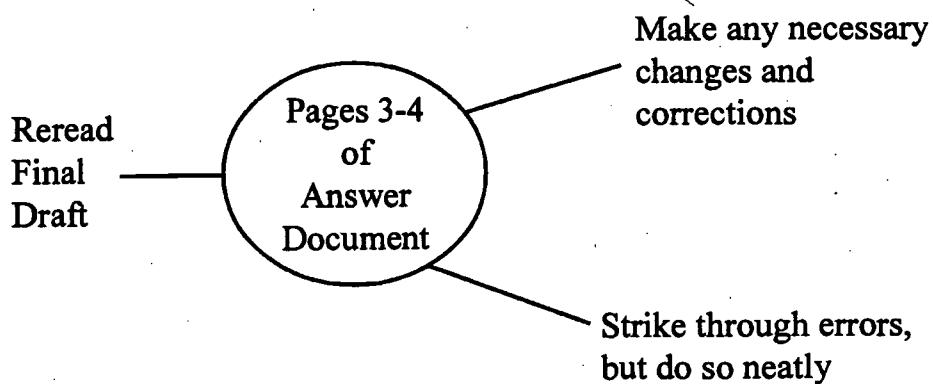 Make any necessary
changes and
corrections
Pages 3-4
of
Answer
Document
Reread
Final
Draft
Strike through errors,
but do so neatly